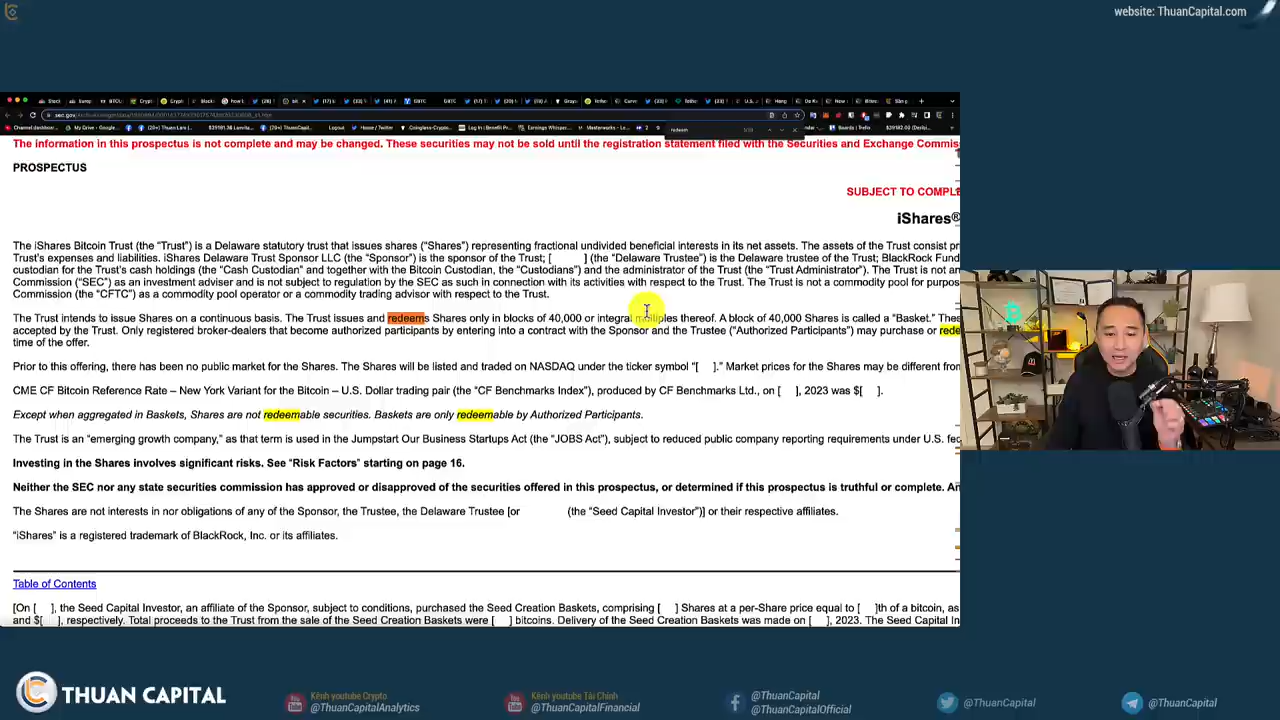 website: ThuanCapital.com
redeem
The information in this prospectus is not complete and may be changed. These securities may not be sold until the registration statement filed with the Securities and Exchange Commis
PROSPECTUS
SUBJECT TO COMPLE
iShares®
The iShares Bitcoin Trust (the “Trust”) is a Delaware statutory trust that issues shares (“Shares”) representing fractional undivided beneficial interests in its net assets. The assets of the Trust consist pr
Trust’s expenses and liabilities. iShares Delaware Trust Sponsor LLC (the “Sponsor”) is the sponsor of the Trust; [ ] (the “Delaware Trustee”) is the Delaware trustee of the Trust; BlackRock Fund
custodian for the Trust’s cash holdings (the “Cash Custodian” and together with the Bitcoin Custodian, the “Custodians”) and the administrator of the Trust (the “Trust Administrator”). The Trust is not an
Commission (“SEC”) as an investment adviser and is not subject to regulation by the SEC as such in connection with its activities with respect to the Trust. The Trust is not a commodity pool for purpos
Commission (the “CFTC”) as a commodity pool operator or a commodity trading advisor with respect to the Trust.
The Trust intends to issue Shares on a continuous basis. The Trust issues and redeems Shares only in blocks of 40,000 or integral multiples thereof. A block of 40,000 Shares is called a “Basket.” Thes
accepted by the Trust. Only registered broker-dealers that become authorized participants by entering into a contract with the Sponsor and the Trustee (“Authorized Participants”) may purchase or rede
time of the offer.
Prior to this offering, there has been no public market for the Shares. The Shares will be listed and traded on NASDAQ under the ticker symbol “[ ].” Market prices for the Shares may be different from
CME CF Bitcoin Reference Rate – New York Variant for the Bitcoin – U.S. Dollar trading pair (the “CF Benchmarks Index”), produced by CF Benchmarks Ltd., on [ ], 2023 was $[ ].
Except when aggregated in Baskets, Shares are not redeemable securities. Baskets are only redeemable by Authorized Participants.
The Trust is an “emerging growth company,” as that term is used in the Jumpstart Our Business Startups Act (the “JOBS Act”), subject to reduced public company reporting requirements under U.S. fed
Investing in the Shares involves significant risks. See “Risk Factors” starting on page 16.
Neither the SEC nor any state securities commission has approved or disapproved of the securities offered in this prospectus, or determined if this prospectus is truthful or complete. An
The Shares are not interests in nor obligations of any of the Sponsor, the Trustee, the Delaware Trustee [or (the “Seed Capital Investor”)] or their respective affiliates.
“iShares” is a registered trademark of BlackRock, Inc. or its affiliates.
Table of Contents
[On [ ], the Seed Capital Investor, an affiliate of the Sponsor, subject to conditions, purchased the Seed Creation Baskets, comprising [ ] Shares at a per-Share price equal to [ ]th of a bitcoin, as
and $[ ], respectively. Total proceeds to the Trust from the sale of the Seed Creation Baskets were [ ] bitcoins. Delivery of the Seed Creation Baskets was made on [ ], 2023. The Seed Capital In
THUAN CAPITAL
Kênh youtube Crypto
@ThuanCapitalAnalytics
Kênh youtube Tài Chính
@ThuanCapitalFinancial
@ThuanCapital
@ThuanCapitalOfficial
@ThuanCapital
@ThuanCapital